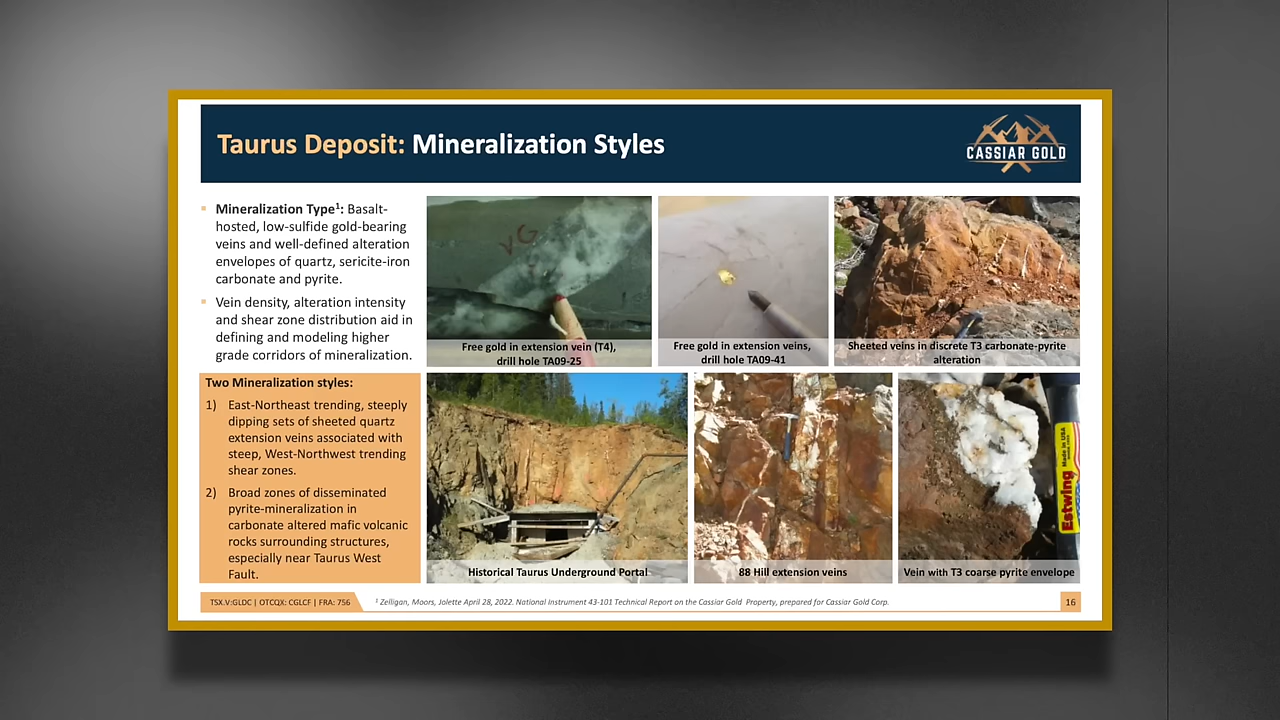 Taurus Deposit: Mineralization Styles
CASSIAR GOLD
▪ Mineralization Type¹: Basalt-
hosted, low-sulfide gold-bearing
veins and well-defined alteration
envelopes of quartz, sericite-iron
carbonate and pyrite.
▪ Vein density, alteration intensity
and shear zone distribution aid in
defining and modeling higher
grade corridors of mineralization.
VG
Free gold in extension vein (T4),
drill hole TA09-25
Free gold in extension veins,
drill hole TA09-41
Sheeted veins in discrete T3 carbonate-pyrite
alteration
Two Mineralization styles:
1) East-Northeast trending, steeply
dipping sets of sheeted quartz
extension veins associated with
steep, West-Northwest trending
shear zones.
2) Broad zones of disseminated
pyrite-mineralization in
carbonate altered mafic volcanic
rocks surrounding structures,
especially near Taurus West
Fault.
Historical Taurus Underground Portal
88 Hill extension veins
Estwing
Made in USA
Vein with T3 coarse pyrite envelope
TSX.V:GLDC | OTCQX: CGLCF | FRA: 756
¹ Zelligan, Moors, Jolette April 28, 2022. National Instrument 43-101 Technical Report on the Cassiar Gold Property, prepared for Cassiar Gold Corp.
16